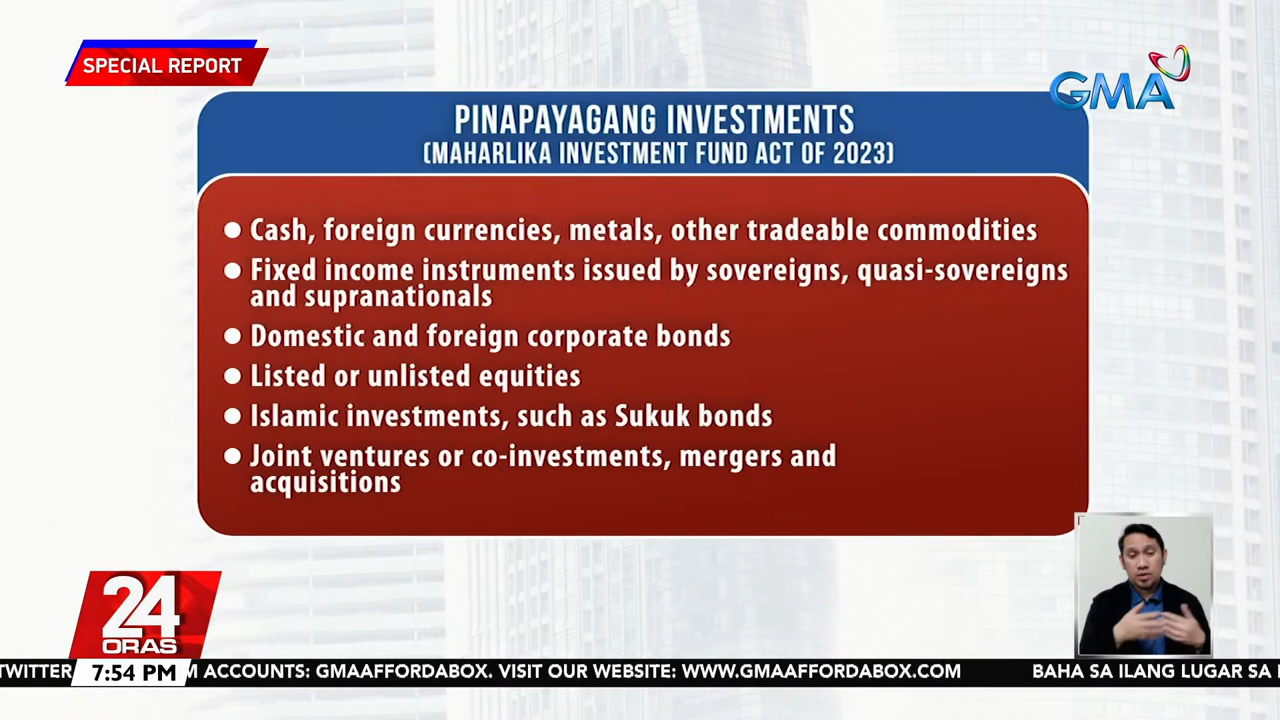 SPECIAL REPORT
GMA
PINAPAYAGANG INVESTMENTS
(MAHARLIKA INVESTMENT FUND ACT OF 2023)
● Cash, foreign currencies, metals, other tradeable commodities
● Fixed income instruments issued by sovereigns, quasi-sovereigns
and supranationals
● Domestic and foreign corporate bonds
● Listed or unlisted equities
● Islamic investments, such as Sukuk bonds
● Joint ventures or co-investments, mergers and
acquisitions
24
ORAS
TWITTER 7:54 PM M ACCOUNTS: GMAAFFORDABOX. VISIT OUR WEBSITE: WWW.GMAAFFORDABOX.COM BAHA SA ILANG LUGAR SA